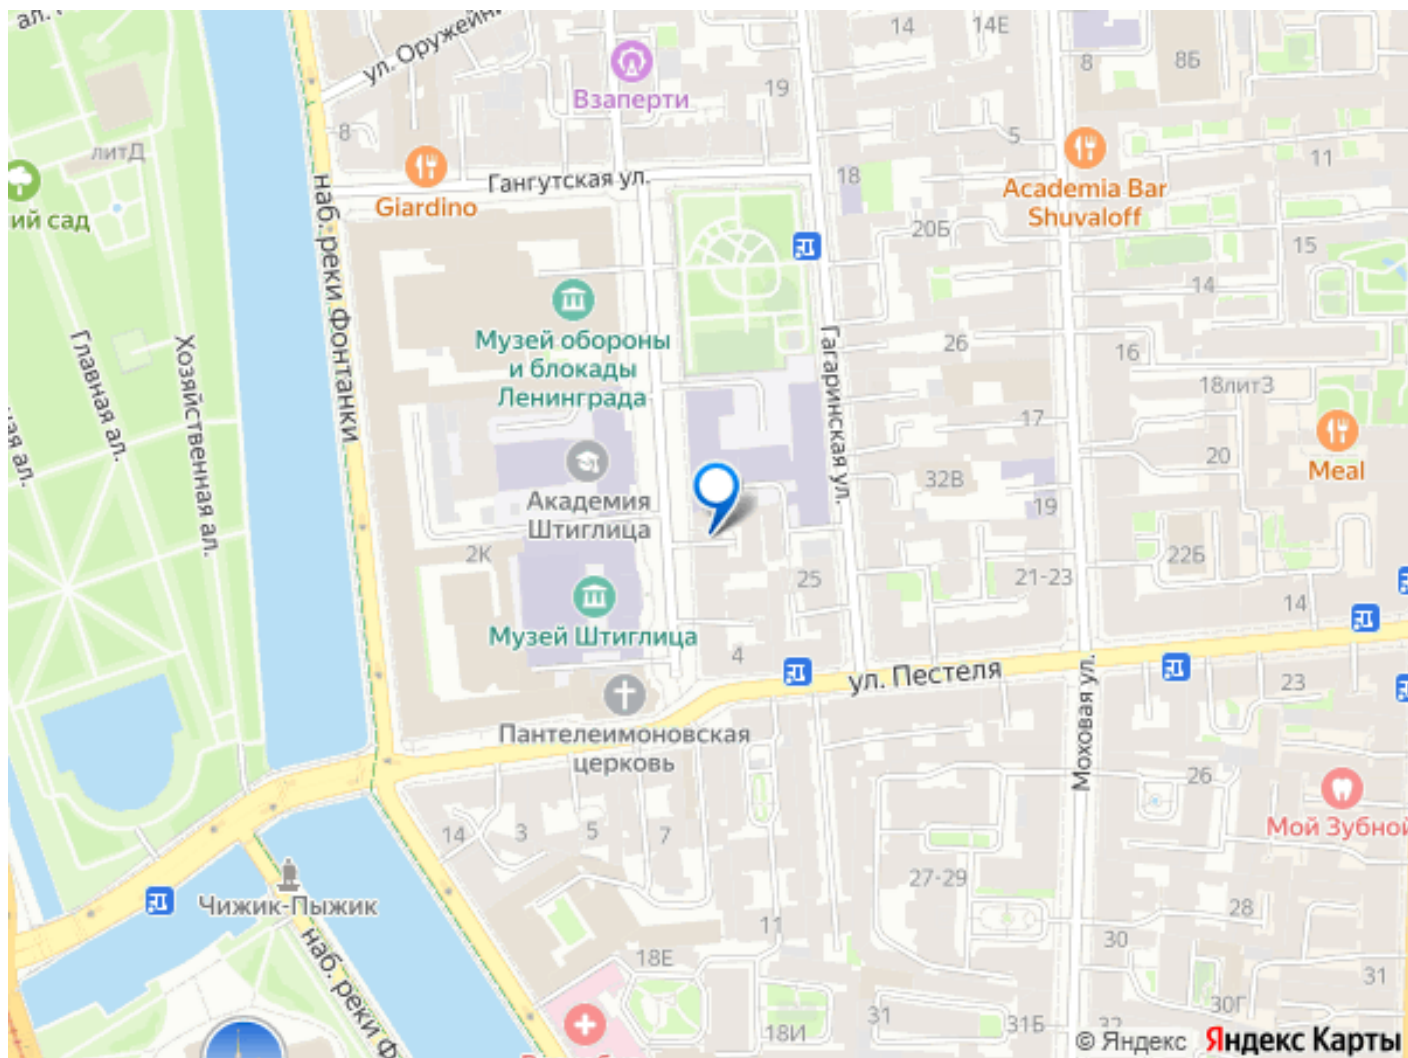 ул. Оружейн
14
14Е
8
8Б
Взаперти
19
8
5
11
литД
Гангутская ул.
Giardino
18
Academia Bar
Shuvaloff
ий сад
наб. реки Фонтанки
20Б
15
14
Музей обороны
и блокады
Ленинграда
Главная ал.
Хозяйственная ал.
ная ал.
Гагаринская ул.
26
16
18лит3
17
20
Meal
32В
19
Академия
Штиглица
2К
25
21-23
22Б
14
Музей Штиглица
4
ул. Пестеля
23
Пантелеимоновская
церковь
Моховая ул.
26
Мой Зубной
14
3
5
7
27-29
Чижик-Пыжик
28
11
30
наб. реки Ф
18Е
31
30Г
18И
31
31Б
32
© Яндекс Яндекс Карты